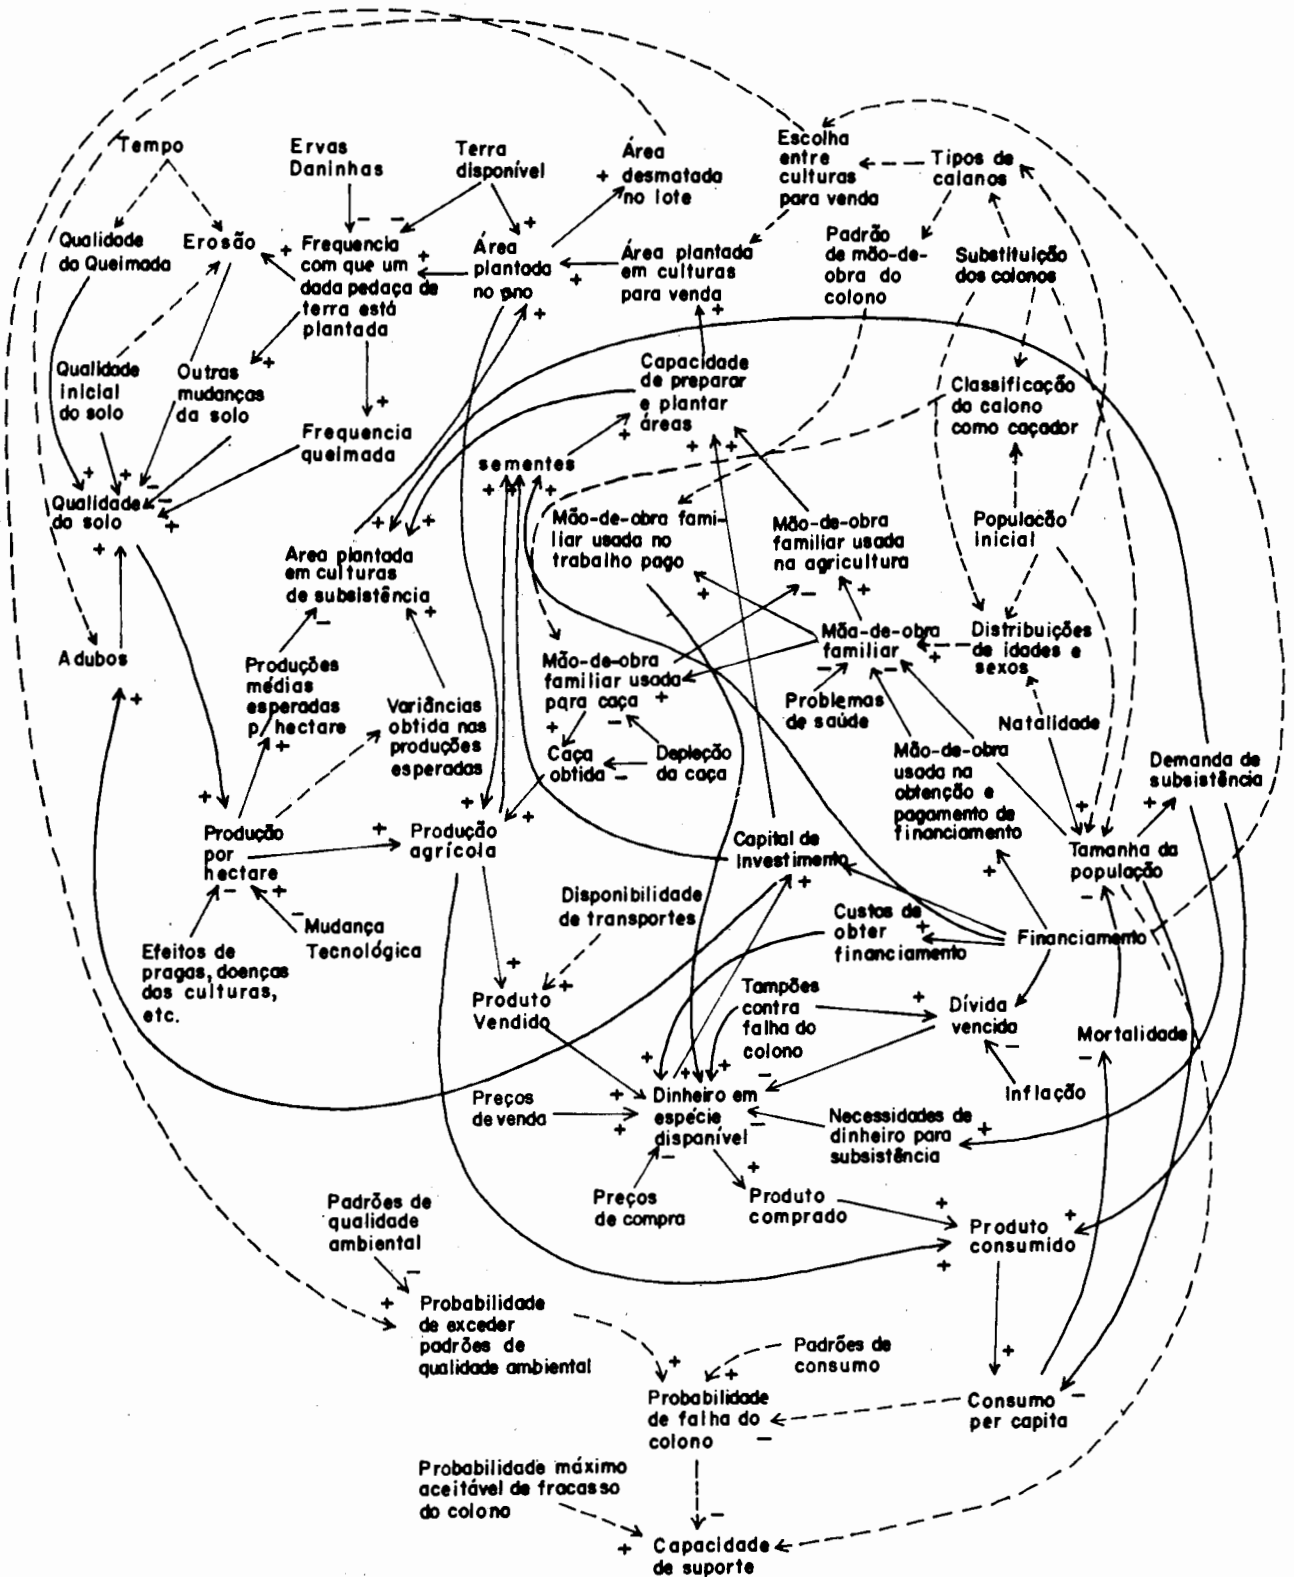 Tempo
Ervas
Daninhas
Terra
disponível
Área
desmatada
no lote
Escolha
entre
culturas
para venda
Tipos de
calanos
Qualidade
da Queimada
Erosão
Frequencia
com que um
dada pedaça de
terra está
plantada
Área
plantada
no ano
Área plantada
em culturas
para venda
Padrão
de mão-de-
obra do
colono
Substituição
dos colonos
Qualidade
inicial
do solo
Outras
mudanças
da solo
Frequencia
queimada
Capacidade
de preparar
e plantar
áreas
Classificação
do calono
como caçador
sementes
Qualidade
do solo
Área plantada
em culturas
de subsistência
Mão-de-obra fami-
liar usada no
trabalho pago
Mão-de-obra
familiar usada
na agricultura
População
inicial
Adubos
Produções
médias
esperadas
p/ hectare
Variâncias
obtida nas
produções
esperadas
Mão-de-obra
familiar usada
para caça
Mãa-de-obra
familiar
Distribuições
de idades e
sexos
Problemas
de saúde
Natalidade
Caça
obtida
Depleção
da caça
Mão-de-obra
usada na
obtenção e
pagamento de
financiamento
Demanda de
subsistência
Produção
por
hectare
Produção
agrícola
Capital de
Investimento
Tamanha da
população
Efeitos de
pragas, doenças
das culturas,
etc.
Mudança
Tecnológica
Disponibilidade
de transportes
Custos de
obter
financiamento
Financiamento
Produto
Vendido
Tampões
contra
falha do
colono
Dívida
vencida
Mortalidade
Inflação
Preços
de venda
Dinheiro em
espécie
dispanível
Necessidades de
dinheiro para
subsistência
Preços
de compra
Produto
comprado
Produto
consumido
Padrões de
qualidade
ambiental
Probabilidade
de exceder
padrões de
qualidade ambiental
Padrões de
consumo
Probabilidade
de falha do
colono
Consumo
per capita
Probabilidade máximo
aceitável de fracasso
do colono
Capacidade
de suporte